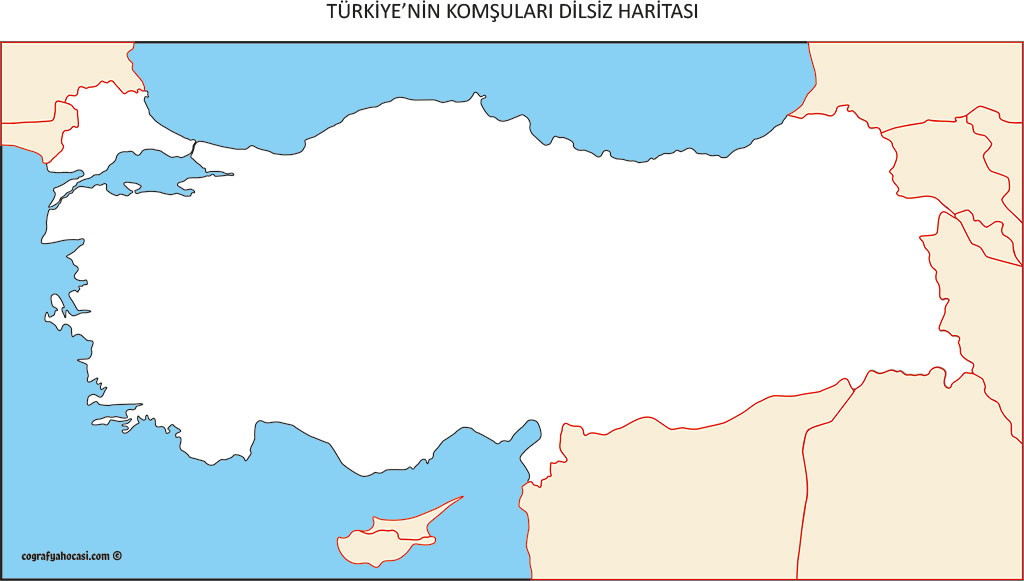 TÜRKİYE'NİN KOMŞULARI DİLSİZ HARİTASI
cografyahocasi.com ©